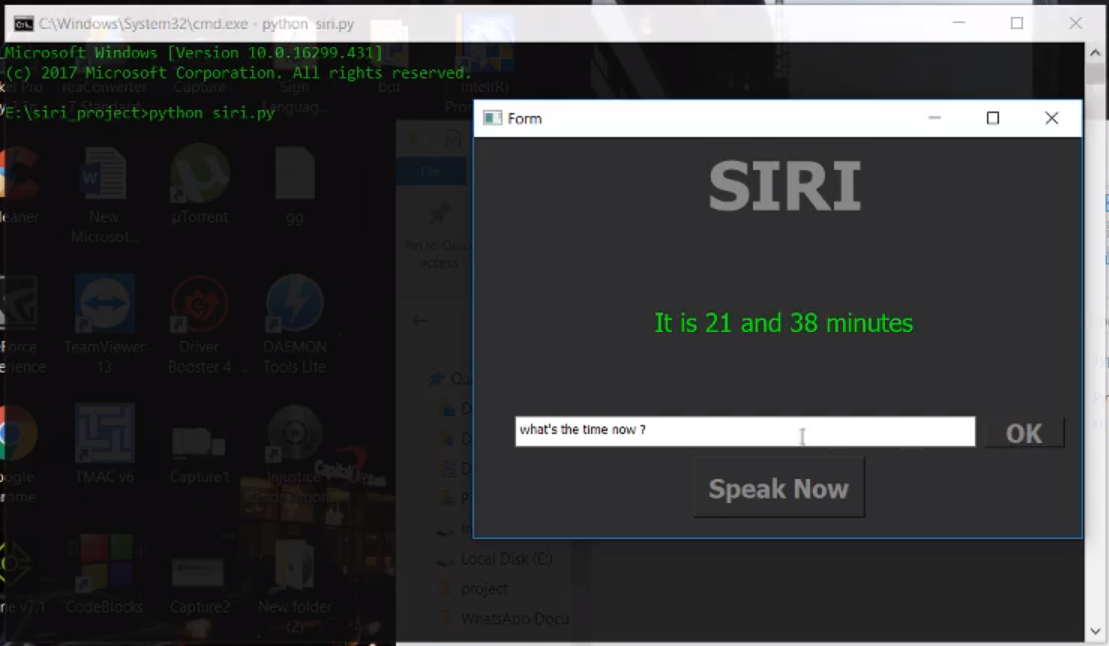 C:\Windows\System32\cmd.exe - python siri.py
Microsoft Windows [Version 10.0.16299.431]
(c) 2017 Microsoft Corporation. All rights reserved.
E:\siri_project>python siri.py
Form
SIRI
It is 21 and 38 minutes
what's the time now ?
OK
Speak Now
File
Pin to Quick
access
New
Microsot...
µTorrent
gg
TeamViewer
13
Driver
Booster 4
DAEMON
Tools Lite
TMAC v6
Capture1
Injustice
CodeBlocks
Capture2
New folder
(2)
Local Disk (E:)
project
WhatsApp Docu